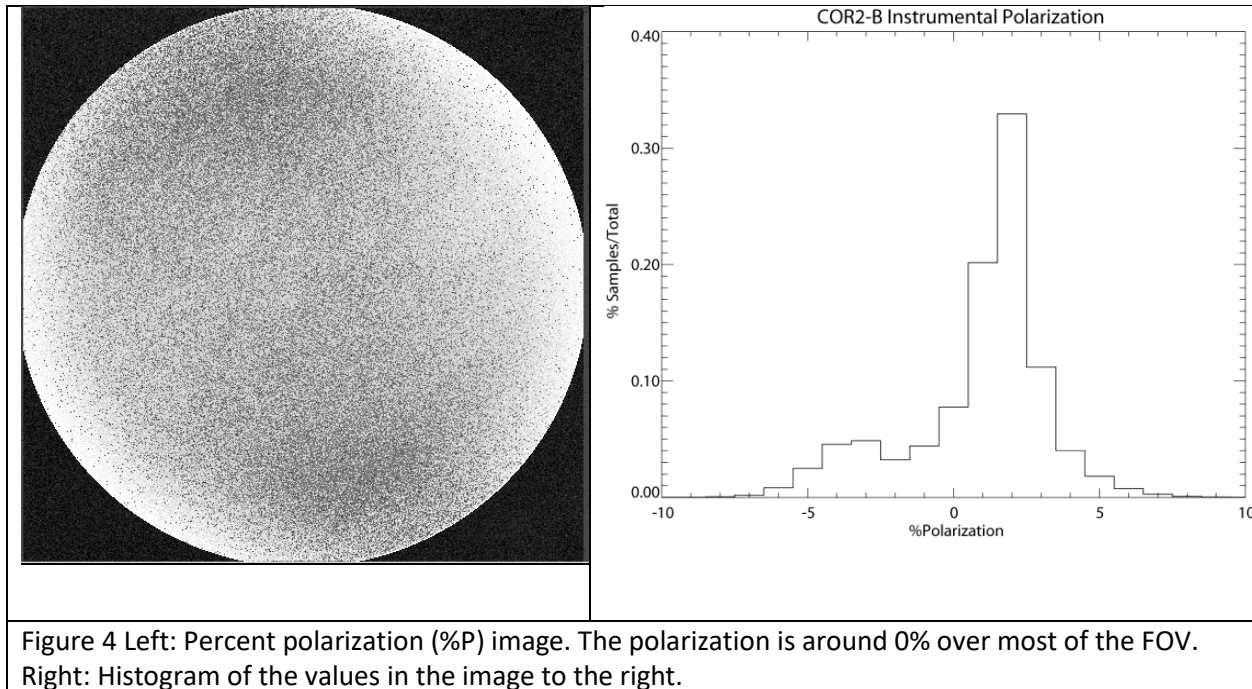 COR2-B Instrumental Polarization
0.40
0.30
0.20
0.10
0.00
% Samples/Total
-10
-5
0
5
10
%Polarization
Figure 4 Left: Percent polarization (%P) image. The polarization is around 0% over most of the FOV.
Right: Histogram of the values in the image to the right.